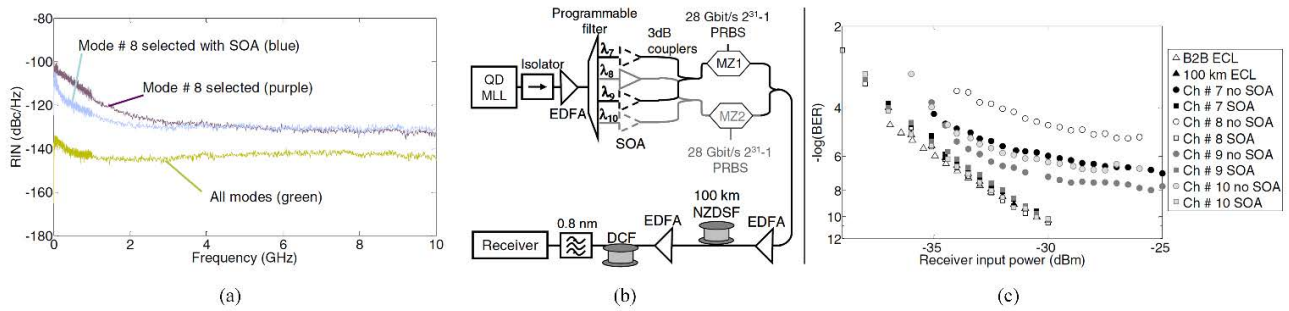 -80
-100
-120
-140
-160
-180
RIN (dBc/Hz)
Mode # 8 selected with SOA (blue)
Mode # 8 selected (purple)
All modes (green)
0 2 4 6 8 10
Frequency (GHz)
(a)
Programmable
filter
28 Gbit/s 2³¹-1
PRBS
3dB
couplers
Isolator
QD
MLL
EDFA
λ7
λ8
λ9
λ10
SOA
MZ1
MZ2
28 Gbit/s 2³¹-1
PRBS
100 km
NZDSF
EDFA
EDFA
0.8 nm
DCF
Receiver
(b)
2
4
6
8
10
12
-log(BER)
-35 -30 -25
Receiver input power (dBm)
B2B ECL
100 km ECL
Ch # 7 no SOA
Ch # 7 SOA
Ch # 8 no SOA
Ch # 8 SOA
Ch # 9 no SOA
Ch # 9 SOA
Ch # 10 no SOA
Ch # 10 SOA
(c)